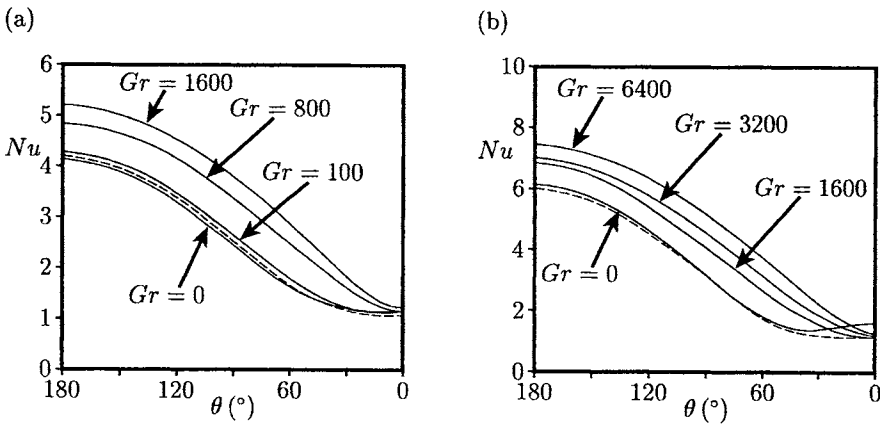 (a)
6
5
Nu
4
3
2
1
0
180
120
60
0
θ (°)
Gr = 1600
Gr = 800
Gr = 100
Gr = 0
(b)
10
8
Nu
6
4
2
0
180
120
60
0
θ (°)
Gr = 6400
Gr = 3200
Gr = 1600
Gr = 0